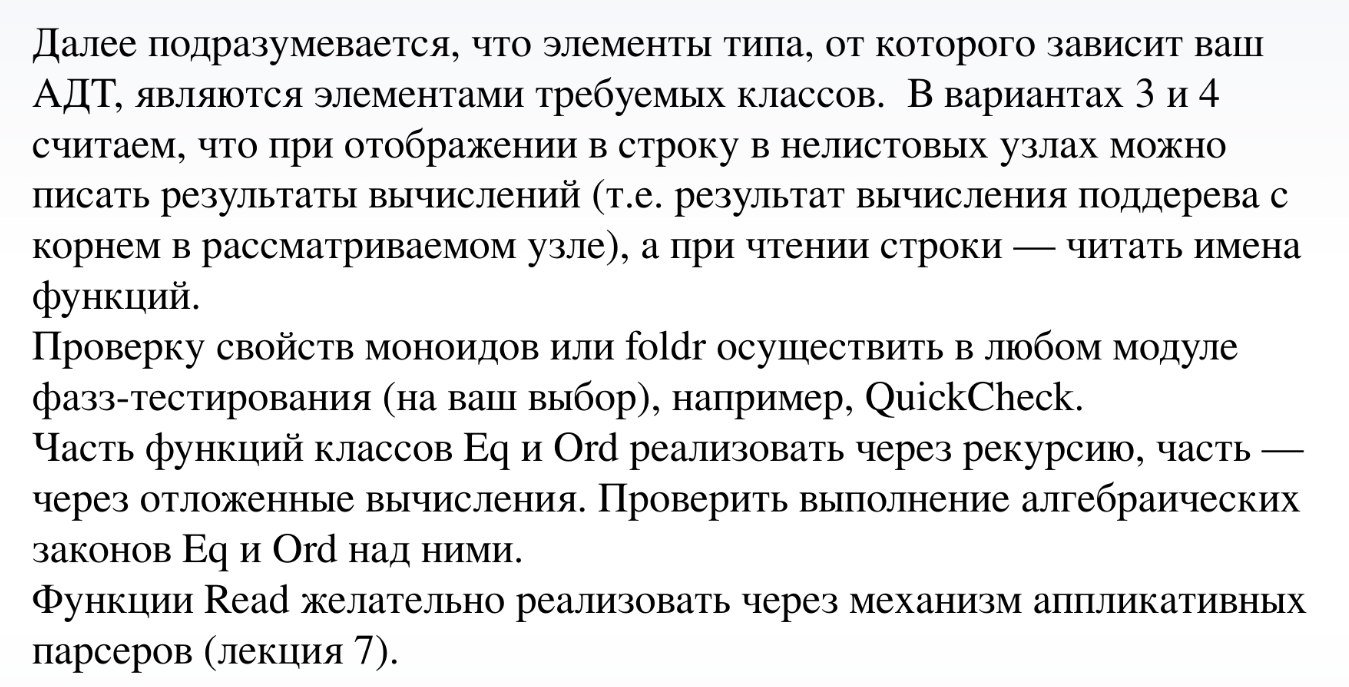 Далее подразумевается, что элементы типа, от которого зависит ваш
АДТ, являются элементами требуемых классов. В вариантах 3 и 4
считаем, что при отображении в строку в нелистовых узлах можно
писать результаты вычислений (т.е. результат вычисления поддерева с
корнем в рассматриваемом узле), а при чтении строки — читать имена
функций.
Проверку свойств моноидов или foldr осуществить в любом модуле
фазз-тестирования (на ваш выбор), например, QuickCheck.
Часть функций классов Eq и Ord реализовать через рекурсию, часть —
через отложенные вычисления. Проверить выполнение алгебраических
законов Eq и Ord над ними.
Функции Read желательно реализовать через механизм аппликативных
парсеров (лекция 7).